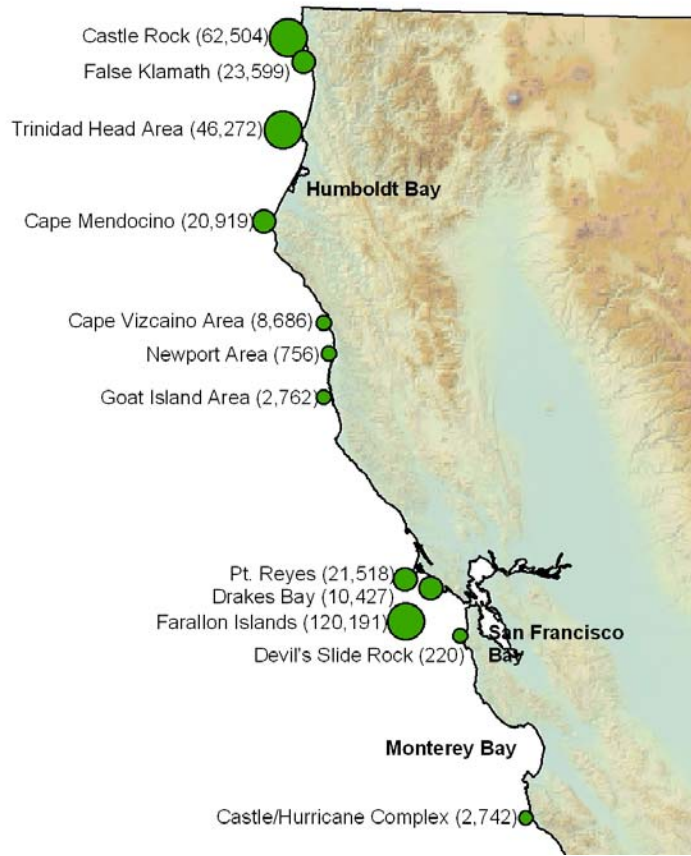 Castle Rock (62,504)
False Klamath (23,599)
Trinidad Head Area (46,272)
Humboldt Bay
Cape Mendocino (20,919)
Cape Vizcaino Area (8,686)
Newport Area (756)
Goat Island Area (2,762)
Pt. Reyes (21,518)
Drakes Bay (10,427)
Farallon Islands (120,191)
San Francisco
Bay
Devil's Slide Rock (220)
Monterey Bay
Castle/Hurricane Complex (2,742)